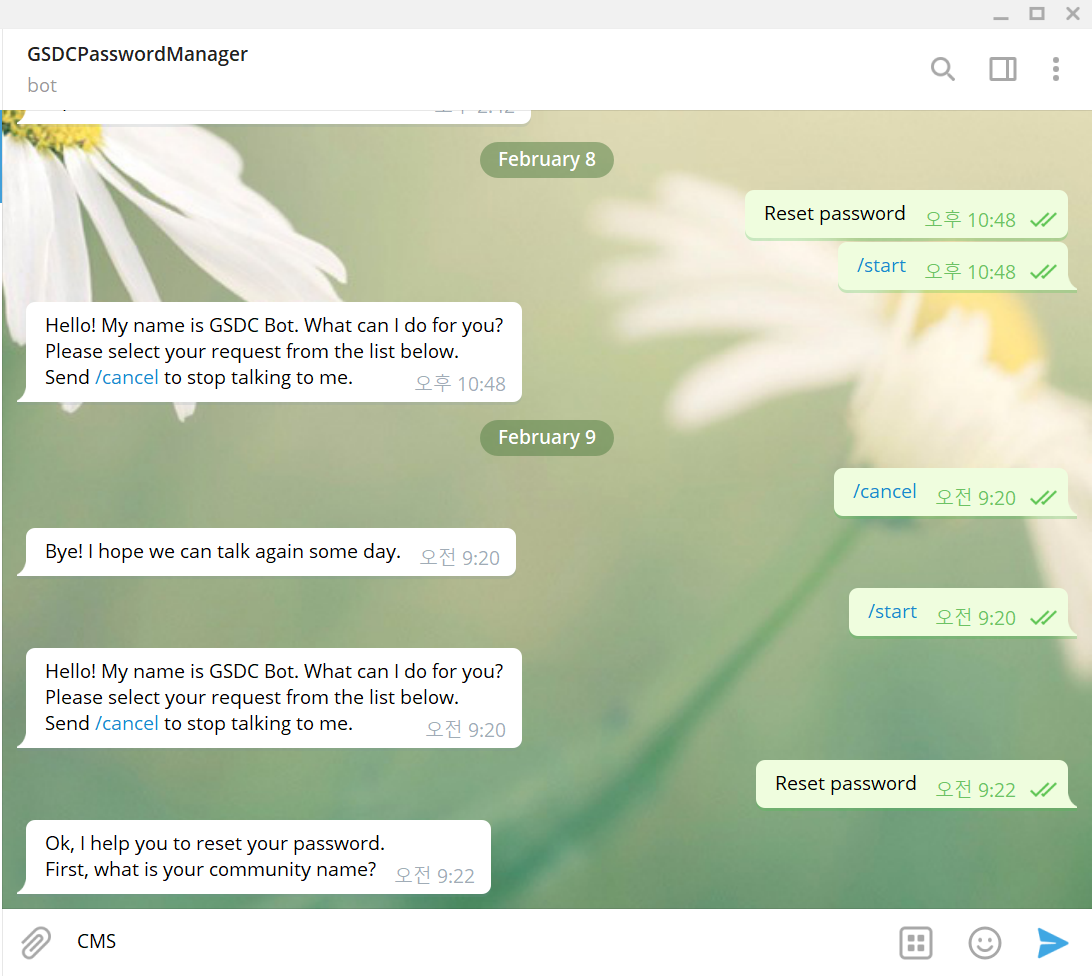 GSDCPasswordManager
bot
February 8
Reset password 오후 10:48
/start 오후 10:48
Hello! My name is GSDC Bot. What can I do for you?
Please select your request from the list below.
Send /cancel to stop talking to me. 오후 10:48
February 9
/cancel 오전 9:20
Bye! I hope we can talk again some day. 오전 9:20
/start 오전 9:20
Hello! My name is GSDC Bot. What can I do for you?
Please select your request from the list below.
Send /cancel to stop talking to me. 오전 9:20
Reset password 오전 9:22
Ok, I help you to reset your password.
First, what is your community name? 오전 9:22
CMS